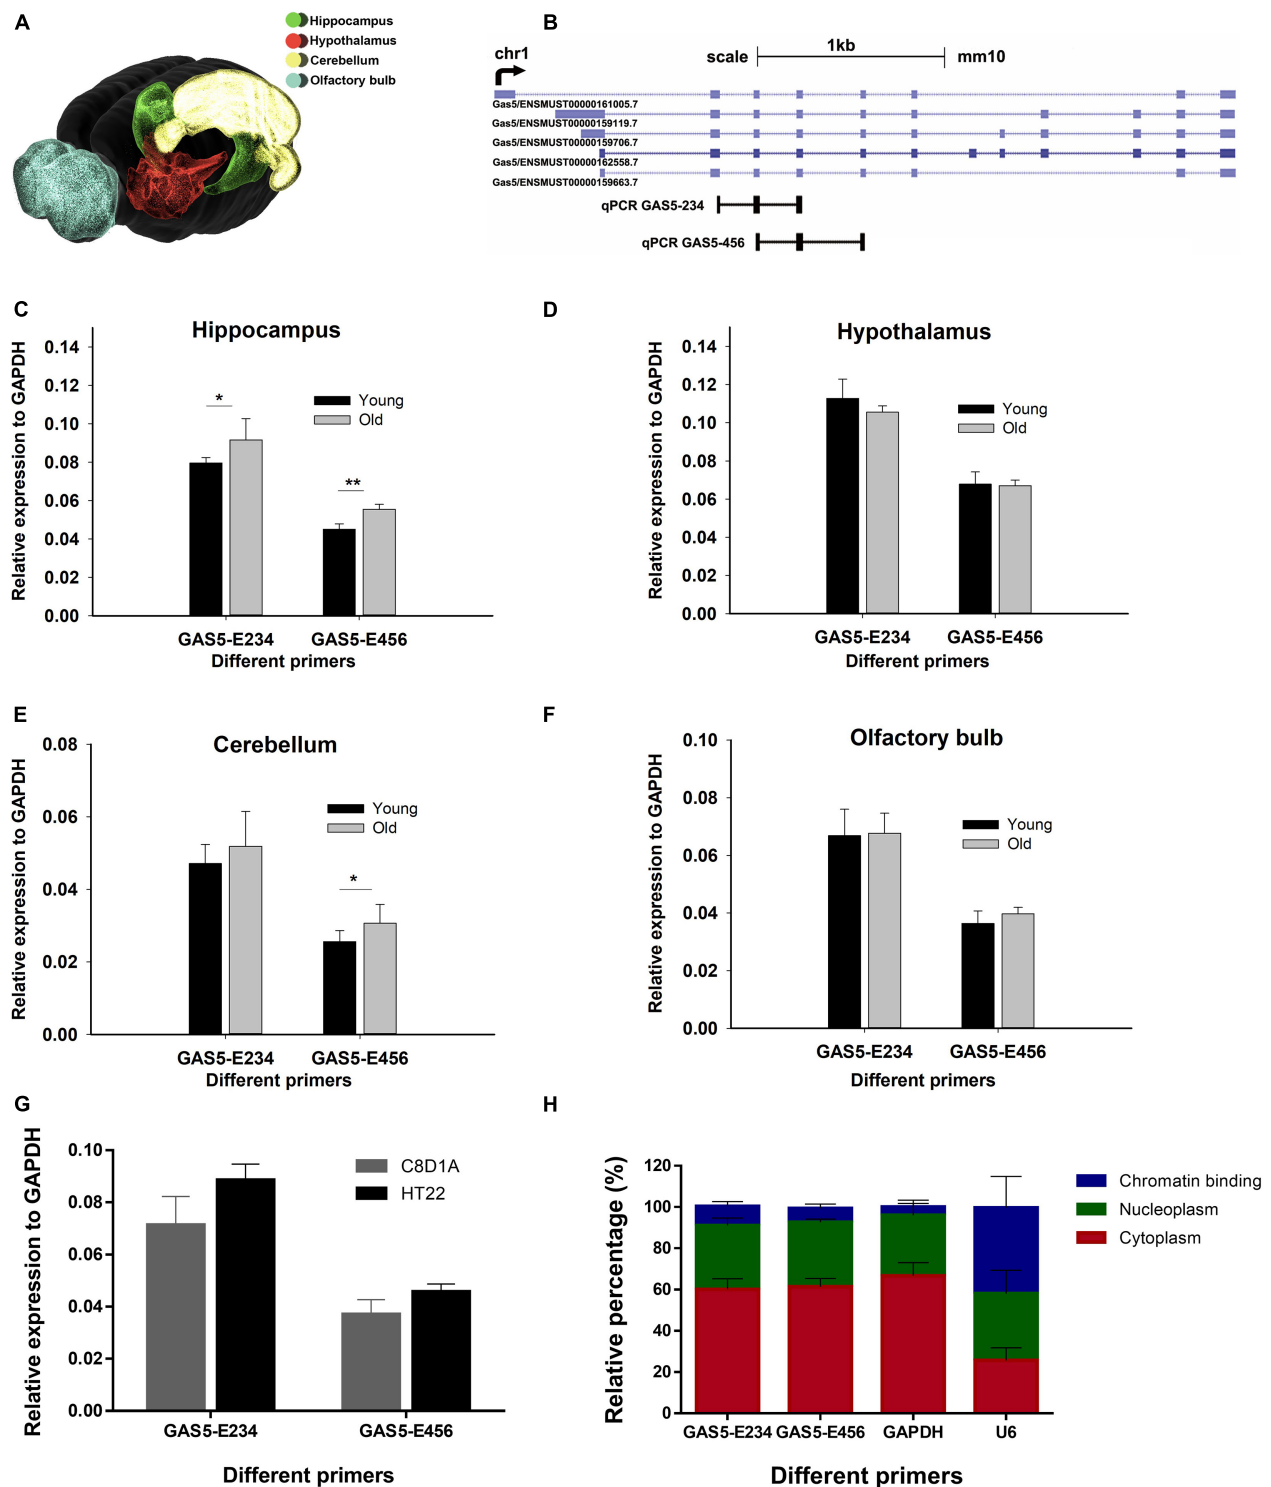 A
Hippocampus
Hypothalamus
Cerebellum
Olfactory bulb
B
chr1
scale
1kb
mm10
Gas5/ENSMUST00000161005.7
Gas5/ENSMUST00000159119.7
Gas5/ENSMUST00000159706.7
Gas5/ENSMUST00000162558.7
Gas5/ENSMUST00000159663.7
qPCR GAS5-234
qPCR GAS5-456
C
Hippocampus
Relative expression to GAPDH
0.14
0.12
0.10
0.08
0.06
0.04
0.02
0.00
*
**
Young
Old
GAS5-E234
GAS5-E456
Different primers
D
Hypothalamus
Relative expression to GAPDH
0.14
0.12
0.10
0.08
0.06
0.04
0.02
0.00
Young
Old
GAS5-E234
GAS5-E456
Different primers
E
Cerebellum
Relative expression to GAPDH
0.08
0.06
0.04
0.02
0.00
*
Young
Old
GAS5-E234
GAS5-E456
Different primers
F
Olfactory bulb
Relative expression to GAPDH
0.10
0.08
0.06
0.04
0.02
0.00
Young
Old
GAS5-E234
GAS5-E456
Different primers
G
Relative expression to GAPDH
0.10
0.08
0.06
0.04
0.02
0.00
C8D1A
HT22
GAS5-E234
GAS5-E456
Different primers
H
Relative percentage (%)
120
100
80
60
40
20
0
Chromatin binding
Nucleoplasm
Cytoplasm
GAS5-E234
GAS5-E456
GAPDH
U6
Different primers